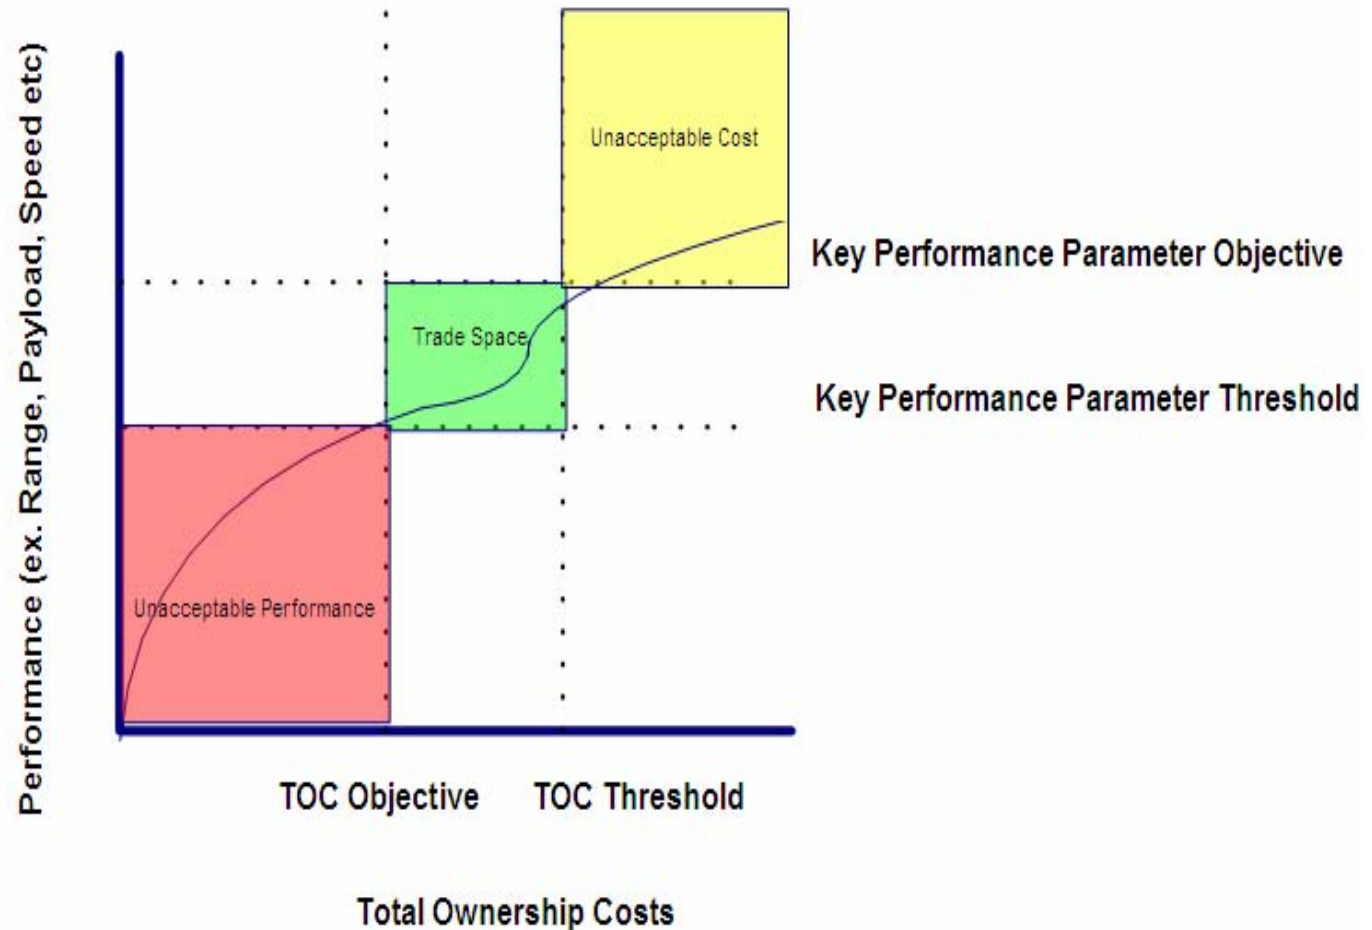 Performance (ex. Range, Payload, Speed etc)
Unacceptable Cost
Key Performance Parameter Objective
Trade Space
Key Performance Parameter Threshold
Unacceptable Performance
TOC Objective
TOC Threshold
Total Ownership Costs